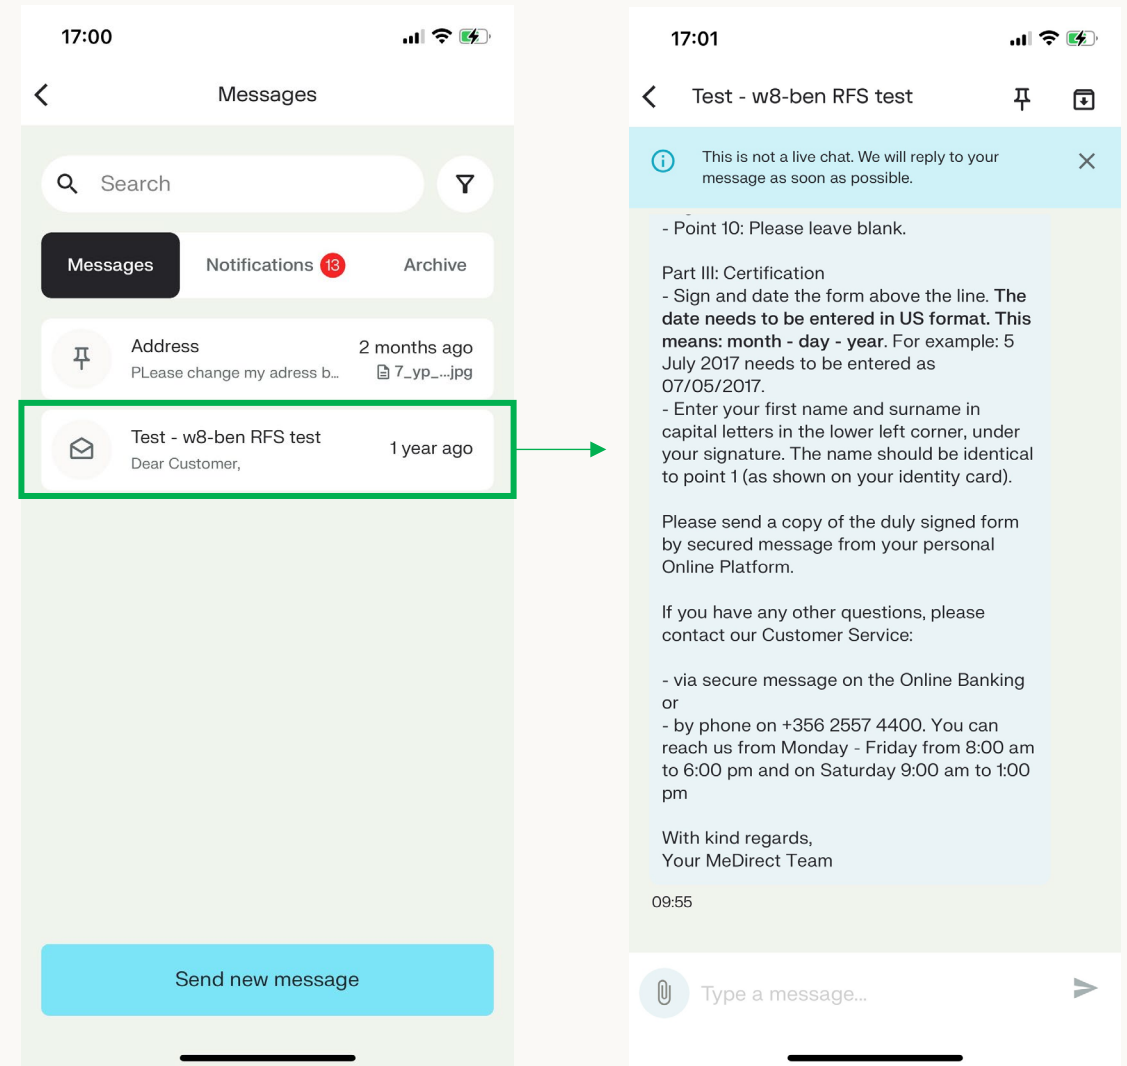 17:00
Messages
Search
Messages
Notifications 13
Archive
Address
2 months ago
PLease change my adress b...
7_yp_...jpg
Test - w8-ben RFS test
1 year ago
Dear Customer,
Send new message
17:01
Test - w8-ben RFS test
This is not a live chat. We will reply to your
message as soon as possible.
- Point 10: Please leave blank.
Part III: Certification
- Sign and date the form above the line. The
date needs to be entered in US format. This
means: month - day - year. For example: 5
July 2017 needs to be entered as
07/05/2017.
- Enter your first name and surname in
capital letters in the lower left corner, under
your signature. The name should be identical
to point 1 (as shown on your identity card).
Please send a copy of the duly signed form
by secured message from your personal
Online Platform.
If you have any other questions, please
contact our Customer Service:
- via secure message on the Online Banking
or
- by phone on +356 2557 4400. You can
reach us from Monday - Friday from 8:00 am
to 6:00 pm and on Saturday 9:00 am to 1:00
pm
With kind regards,
Your MeDirect Team
09:55
Type a message...